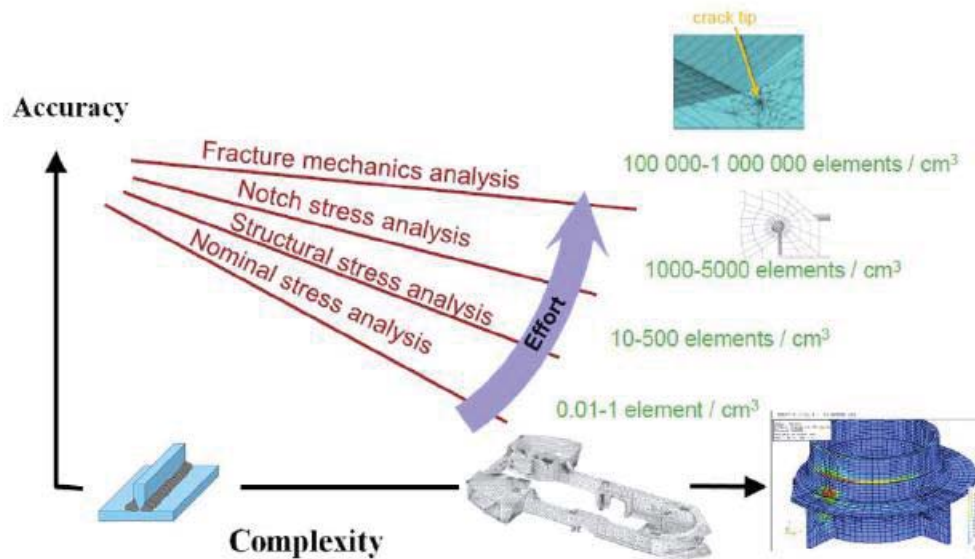 crack tip
Accuracy
Fracture mechanics analysis
100 000-1 000 000 elements / cm³
Notch stress analysis
Structural stress analysis
1000-5000 elements / cm³
Nominal stress analysis
Effort
10-500 elements / cm³
0.01-1 element / cm³
Complexity